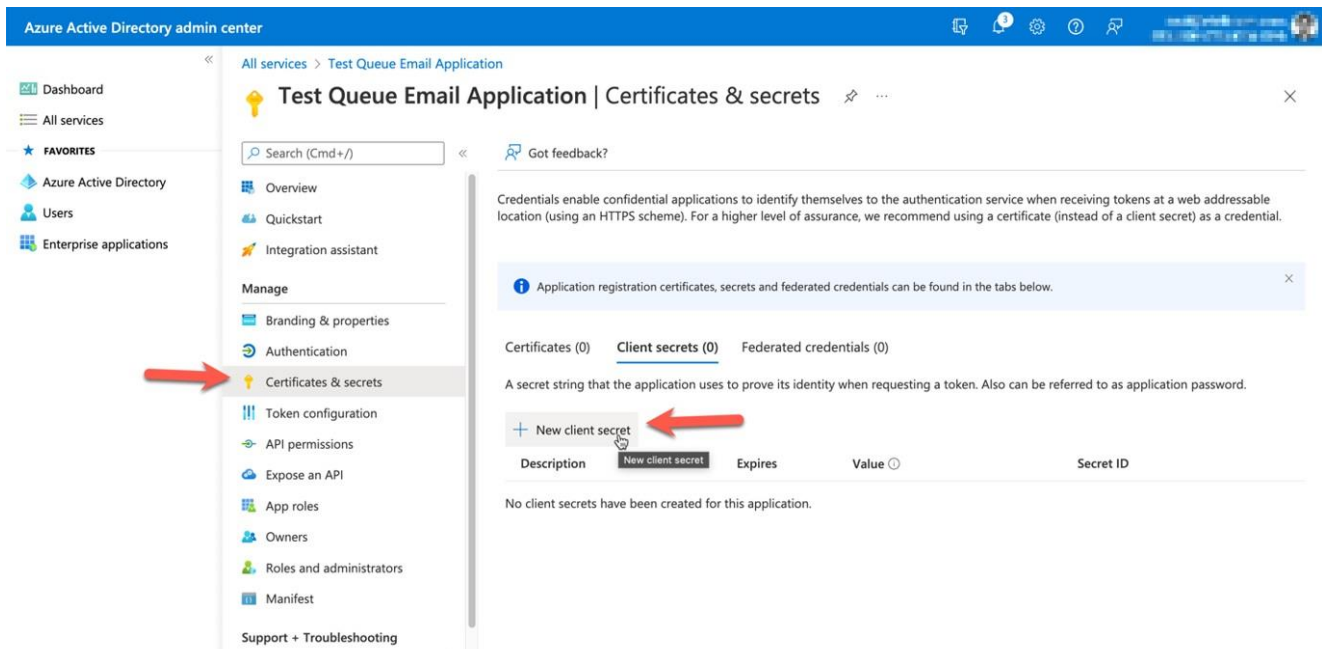 Azure Active Directory admin center
3
«
Dashboard
All services
FAVORITES
Azure Active Directory
Users
Enterprise applications
All services > Test Queue Email Application
Test Queue Email Application | Certificates & secrets
...
Search (Cmd+/)
«
Overview
Quickstart
Integration assistant
Manage
Branding & properties
Authentication
Certificates & secrets
Token configuration
API permissions
Expose an API
App roles
Owners
Roles and administrators
Manifest
Support + Troubleshooting
Got feedback?
Credentials enable confidential applications to identify themselves to the authentication service when receiving tokens at a web addressable
location (using an HTTPS scheme). For a higher level of assurance, we recommend using a certificate (instead of a client secret) as a credential.
Application registration certificates, secrets and federated credentials can be found in the tabs below.
Certificates (0) Client secrets (0) Federated credentials (0)
A secret string that the application uses to prove its identity when requesting a token. Also can be referred to as application password.
+ New client secret
New client secret
Description Expires Value Secret ID
No client secrets have been created for this application.